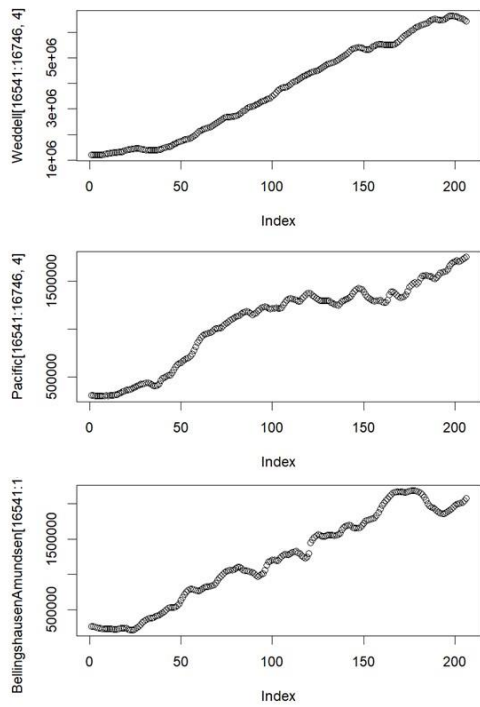 Weddell[16541:16746, 4]
1e+06
3e+06
5e+06
0
50
100
150
200
Index
Pacific[16541:16746, 4]
500000
1500000
0
50
100
150
200
Index
BellingshausenAmundsen[16541:1
500000
1500000
0
50
100
150
200
Index